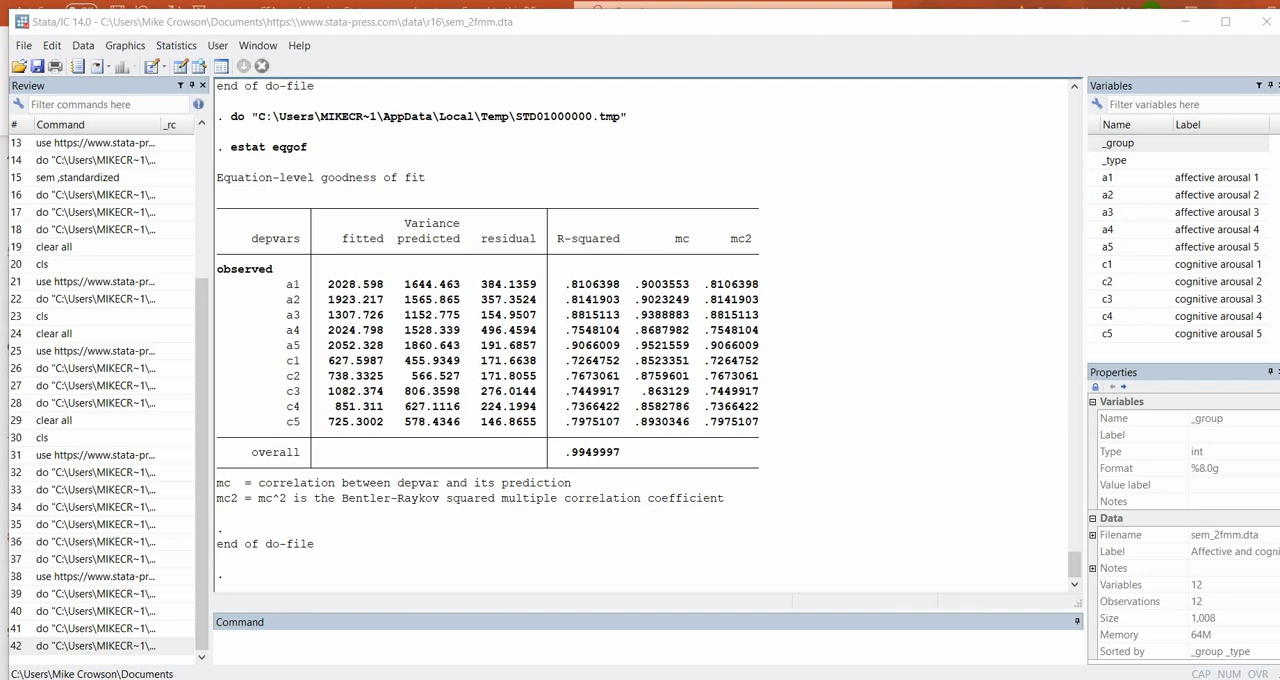 Stata/IC 14.0 - C:\Users\Mike Crowson\Documents\https://www.stata-press.com\data\r16\sem_2fmm.dta
File Edit Data Graphics Statistics User Window Help
Review
Filter commands here
# Command _rc
13 use https://www.stata-pr...
14 do "C:\Users\MIKECR~1\...
15 sem ,standardized
16 do "C:\Users\MIKECR~1\...
17 do "C:\Users\MIKECR~1\...
18 do "C:\Users\MIKECR~1\...
19 clear all
20 cls
21 use https://www.stata-pr...
22 do "C:\Users\MIKECR~1\...
23 cls
24 clear all
25 use https://www.stata-pr...
26 do "C:\Users\MIKECR~1\...
27 do "C:\Users\MIKECR~1\...
28 do "C:\Users\MIKECR~1\...
29 clear all
30 cls
31 use https://www.stata-pr...
32 do "C:\Users\MIKECR~1\...
33 do "C:\Users\MIKECR~1\...
34 do "C:\Users\MIKECR~1\...
35 do "C:\Users\MIKECR~1\...
36 do "C:\Users\MIKECR~1\...
37 do "C:\Users\MIKECR~1\...
38 use https://www.stata-pr...
39 do "C:\Users\MIKECR~1\...
40 do "C:\Users\MIKECR~1\...
41 do "C:\Users\MIKECR~1\...
42 do "C:\Users\MIKECR~1\...
end of do-file
. do "C:\Users\MIKECR~1\AppData\Local\Temp\STD01000000.tmp"
. estat eqgof
Equation-level goodness of fit
Variance
depvars fitted predicted residual R-squared mc mc2
observed
a1 2028.598 1644.463 384.1359 .8106398 .9003553 .8106398
a2 1923.217 1565.865 357.3524 .8141903 .9023249 .8141903
a3 1307.726 1152.775 154.9507 .8815113 .9388883 .8815113
a4 2024.798 1528.339 496.4594 .7548104 .8687982 .7548104
a5 2052.328 1860.643 191.6857 .9066009 .9521559 .9066009
c1 627.5987 455.9349 171.6638 .7264752 .8523351 .7264752
c2 738.3325 566.527 171.8055 .7673061 .8759601 .7673061
c3 1082.374 806.3598 276.0144 .7449917 .863129 .7449917
c4 851.311 627.1116 224.1994 .7366422 .8582786 .7366422
c5 725.3002 578.4346 146.8655 .7975107 .8930346 .7975107
overall .9949997
mc = correlation between depvar and its prediction
mc2 = mc^2 is the Bentler-Raykov squared multiple correlation coefficient
.
end of do-file
.
Command
Variables
Filter variables here
Name Label
_group
_type
a1 affective arousal 1
a2 affective arousal 2
a3 affective arousal 3
a4 affective arousal 4
a5 affective arousal 5
c1 cognitive arousal 1
c2 cognitive arousal 2
c3 cognitive arousal 3
c4 cognitive arousal 4
c5 cognitive arousal 5
Properties
Variables
Name _group
Label
Type int
Format %8.0g
Value label
Notes
Data
Filename sem_2fmm.dta
Label Affective and cogni
Notes
Variables 12
Observations 12
Size 1,008
Memory 64M
Sorted by _group _type
C:\Users\Mike Crowson\Documents
CAP NUM OVR